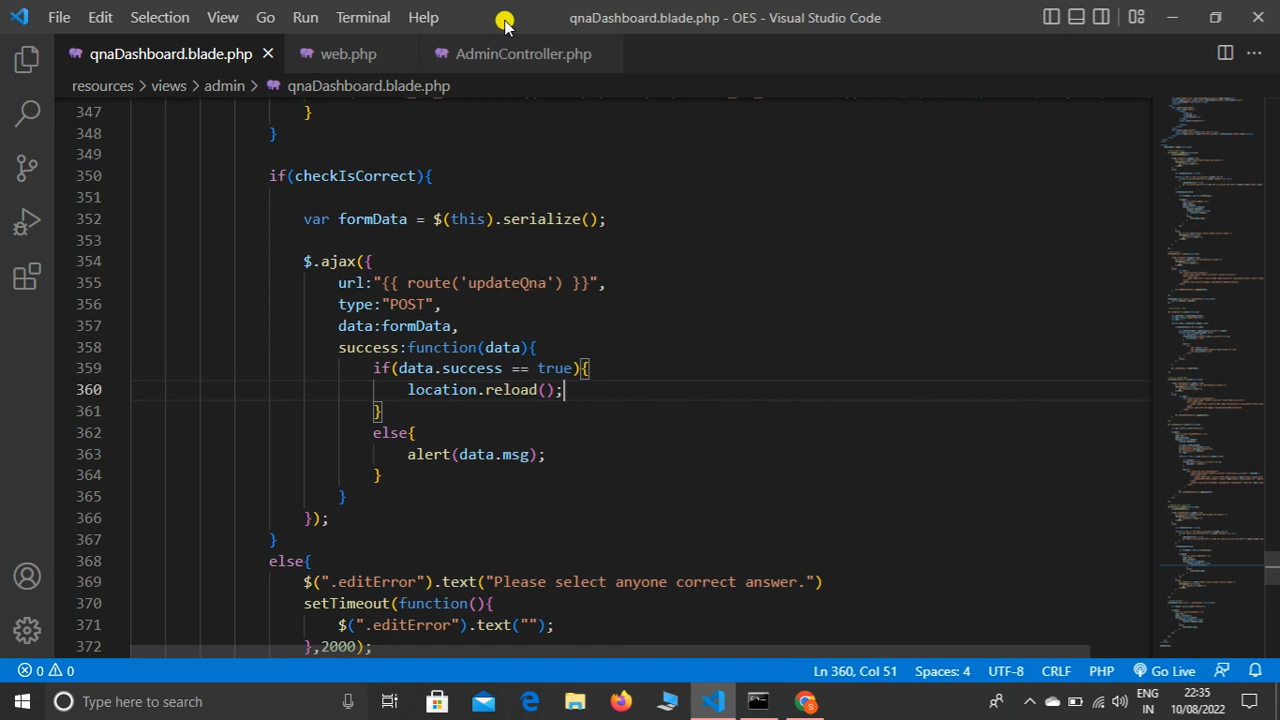 File Edit Selection View Go Run Terminal Help qnaDashboard.blade.php - OES - Visual Studio Code
qnaDashboard.blade.php web.php AdminController.php
resources > views > admin > qnaDashboard.blade.php
347 }
348 }
349
350 if(checkIsCorrect){
351
352 var formData = $(this).serialize();
353
354 $.ajax({
355 url:"{{ route('updateQna') }}",
356 type:"POST",
357 data:formData,
358 success:function(data){
359 if(data.success == true){
360 location.reload();
361 }
362 else{
363 alert(data.msg);
364 }
365 }
366 });
367 }
368 else{
369 $(".editError").text("Please select anyone correct answer.")
370 setTimeout(function(){
371 $(".editError").text("");
372 },2000);
0 0 Ln 360, Col 51 Spaces: 4 UTF-8 CRLF PHP Go Live
Type here to search
ENG
IN
22:35
10/08/2022